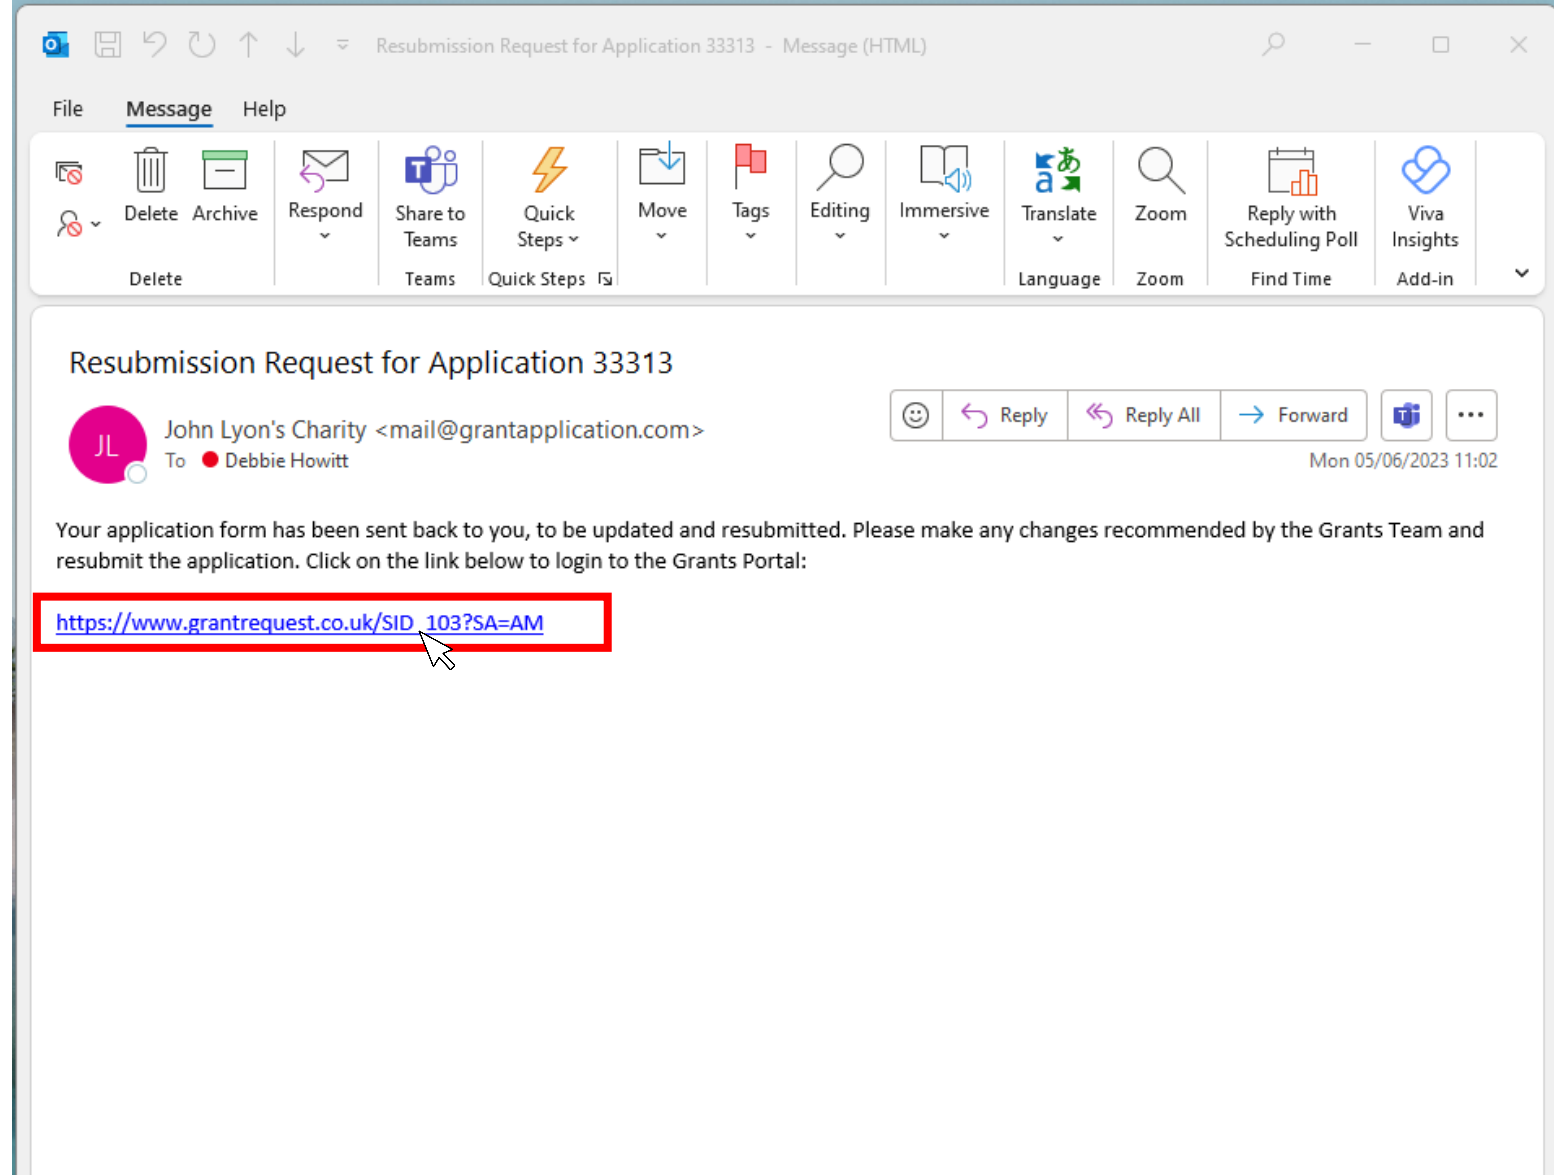 Resubmission Request for Application 33313 - Message (HTML)
File Message Help
Delete Archive Respond Share to Teams Quick Steps Move Tags Editing Immersive Translate Zoom Reply with Scheduling Poll Viva Insights
Delete Teams Quick Steps Language Zoom Find Time Add-in
Resubmission Request for Application 33313
JL
John Lyon's Charity <mail@grantapplication.com>
To Debbie Howitt
Reply Reply All Forward
Mon 05/06/2023 11:02
Your application form has been sent back to you, to be updated and resubmitted. Please make any changes recommended by the Grants Team and
resubmit the application. Click on the link below to login to the Grants Portal:
https://www.grantrequest.co.uk/SID_103?SA=AM